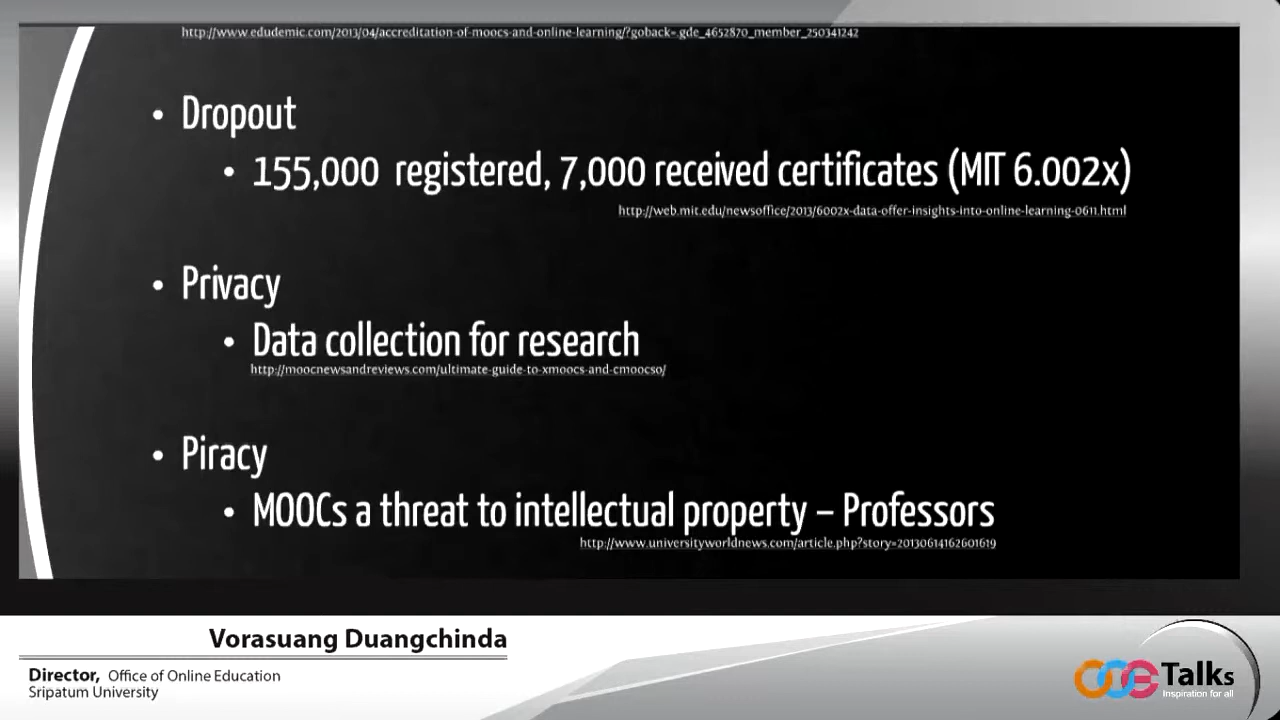 http://www.edudemic.com/2013/04/accreditation-of-moocs-and-online-learning/?goback=.gde_4652870_member_250341242
• Dropout
• 155,000 registered, 7,000 received certificates (MIT 6.002x)
http://web.mit.edu/newsoffice/2013/6002x-data-offer-insights-into-online-learning-0611.html
• Privacy
• Data collection for research
http://moocnewsandreviews.com/ultimate-guide-to-xmoocs-and-cmoocso/
• Piracy
• MOOCs a threat to intellectual property – Professors
http://www.universityworldnews.com/article.php?story=20130614162601619
Vorasuang Duangchinda
Director, Office of Online Education
Sripatum University
Talks
Inspiration for all